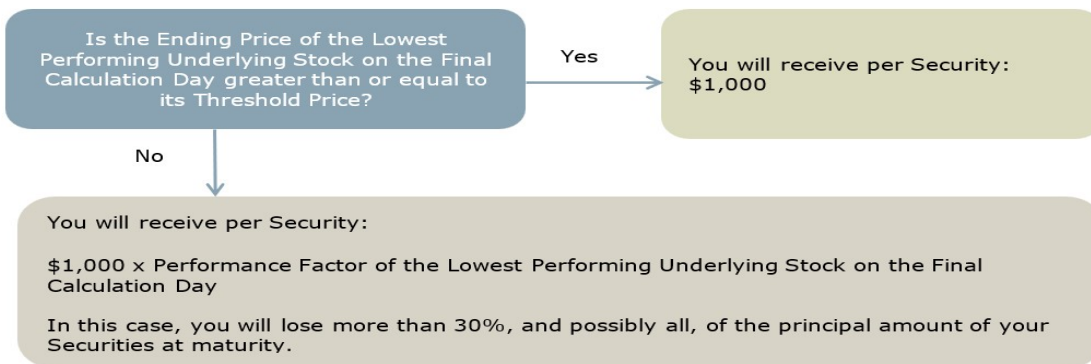 Is the Ending Price of the Lowest
Performing Underlying Stock on the Final
Calculation Day greater than or equal to
its Threshold Price?
Yes
You will receive per Security:
$1,000
No
You will receive per Security:
$1,000 x Performance Factor of the Lowest Performing Underlying Stock on the Final
Calculation Day
In this case, you will lose more than 30%, and possibly all, of the principal amount of your
Securities at maturity.